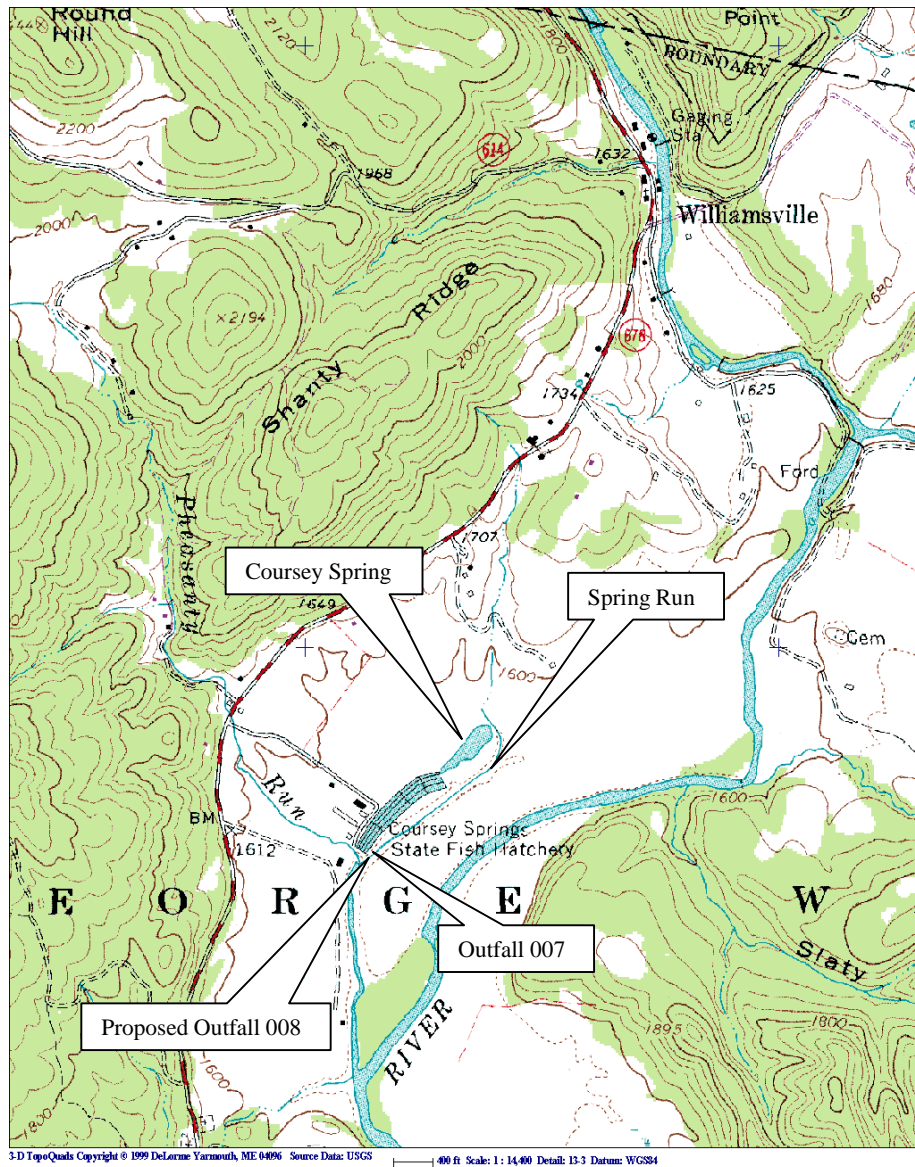 Round
Hill
2120
1800
Point
BOUNDARY
Gaging
Sta
2200
614
1632
1968
Williamsville
2000
Ridge
1680
×2194
Shanty
2000
678
1734
1625
Ford
Pheasanty
1707
Coursey Spring
Spring Run
1649
Cem
1600
Run
1600
BM
Coursey Springs
State Fish Hatchery
1612
E O R G E W
Outfall 007
Slaty
Proposed Outfall 008
RIVER
1895
1800
1600
1800
3-D TopoQuads Copyright © 1999 DeLorme Yarmouth, ME 04096 Source Data: USGS
400 ft Scale: 1 : 14,400 Detail: 13-3 Datum: WGS84